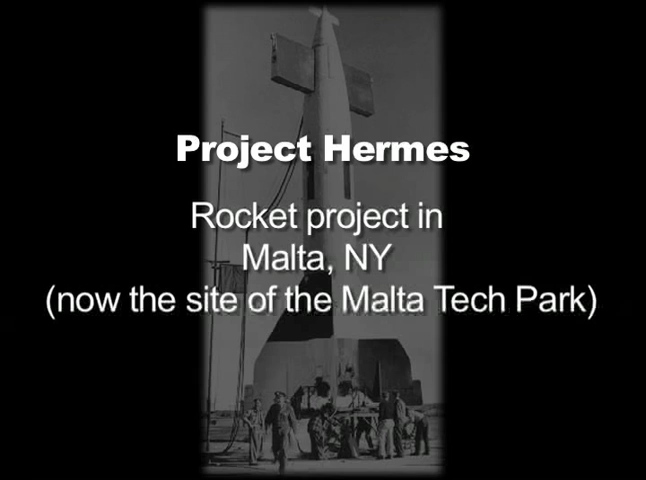 Project Hermes
Rocket project in
Malta, NY
(now the site of the Malta Tech Park)